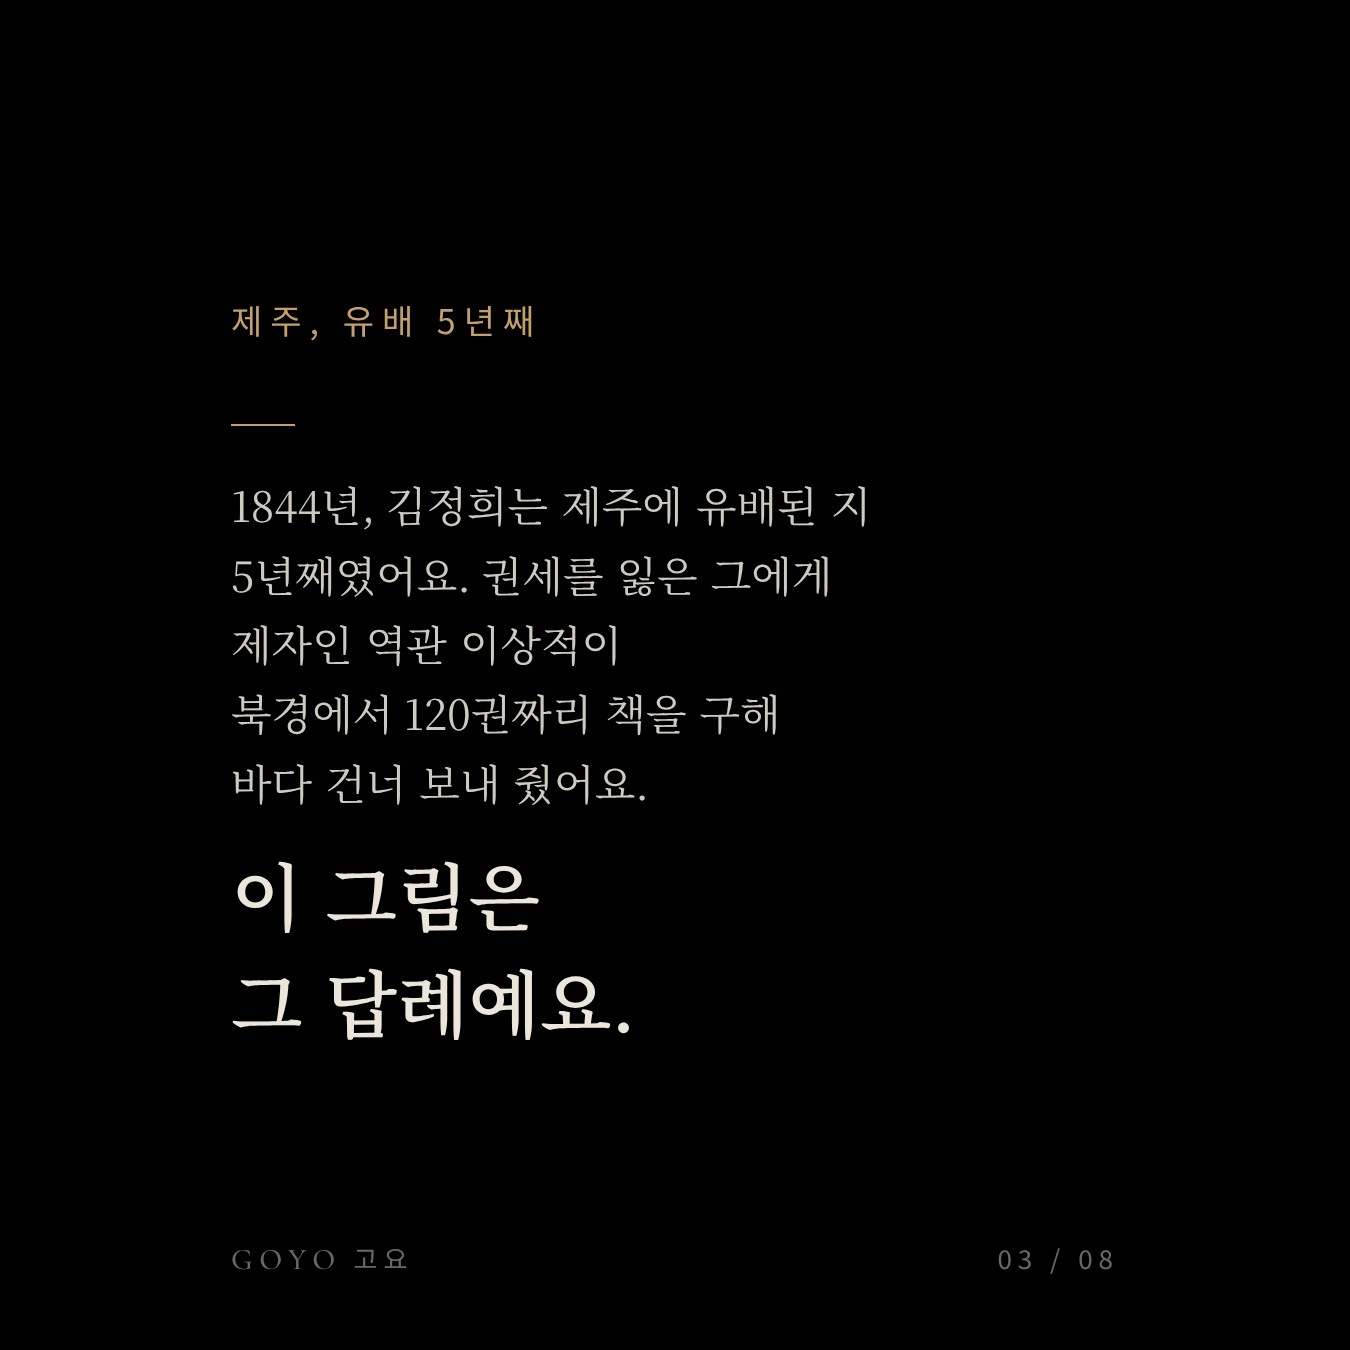 제주, 유배 5년째
1844년, 김정희는 제주에 유배된 지
5년째였어요. 권세를 잃은 그에게
제자인 역관 이상적이
북경에서 120권짜리 책을 구해
바다 건너 보내 줬어요.
이 그림은
그 답례예요.
GOYO 고요
03 / 08